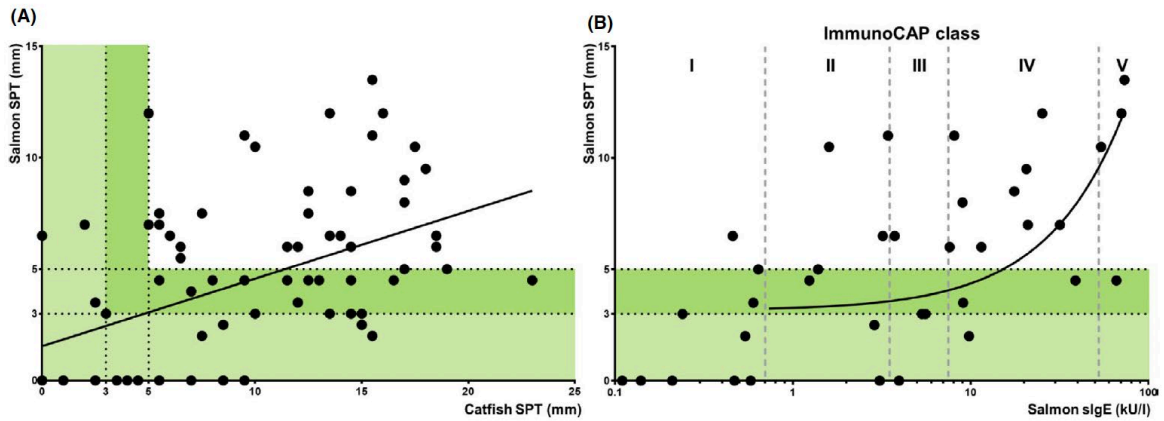 (A)
Salmon SPT (mm)
15
10
5
3
0
0
3
5
10
15
20
25
Catfish SPT (mm)
(B)
ImmunoCAP class
I
II
III
IV
V
Salmon SPT (mm)
15
10
5
3
0
0.1
1
10
100
Salmon sIgE (kU/l)